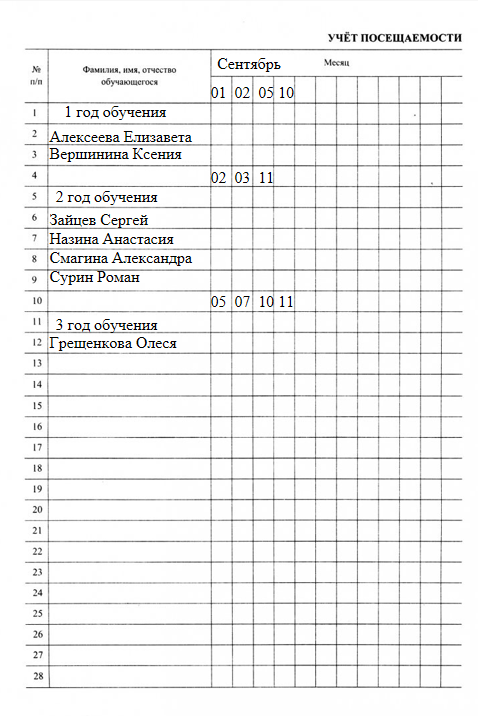 УЧЁТ ПОСЕЩАЕМОСТИ
№ п/п Фамилия, имя, отчество обучающегося Сентябрь Месяц
01 02 05 10
1 1 год обучения
2 Алексеева Елизавета
3 Вершинина Ксения
4 02 03 11
5 2 год обучения
6 Зайцев Сергей
7 Назина Анастасия
8 Смагина Александра
9 Сурин Роман
10 05 07 10 11
11 3 год обучения
12 Грещенкова Олеся
13
14
15
16
17
18
19
20
21
22
23
24
25
26
27
28